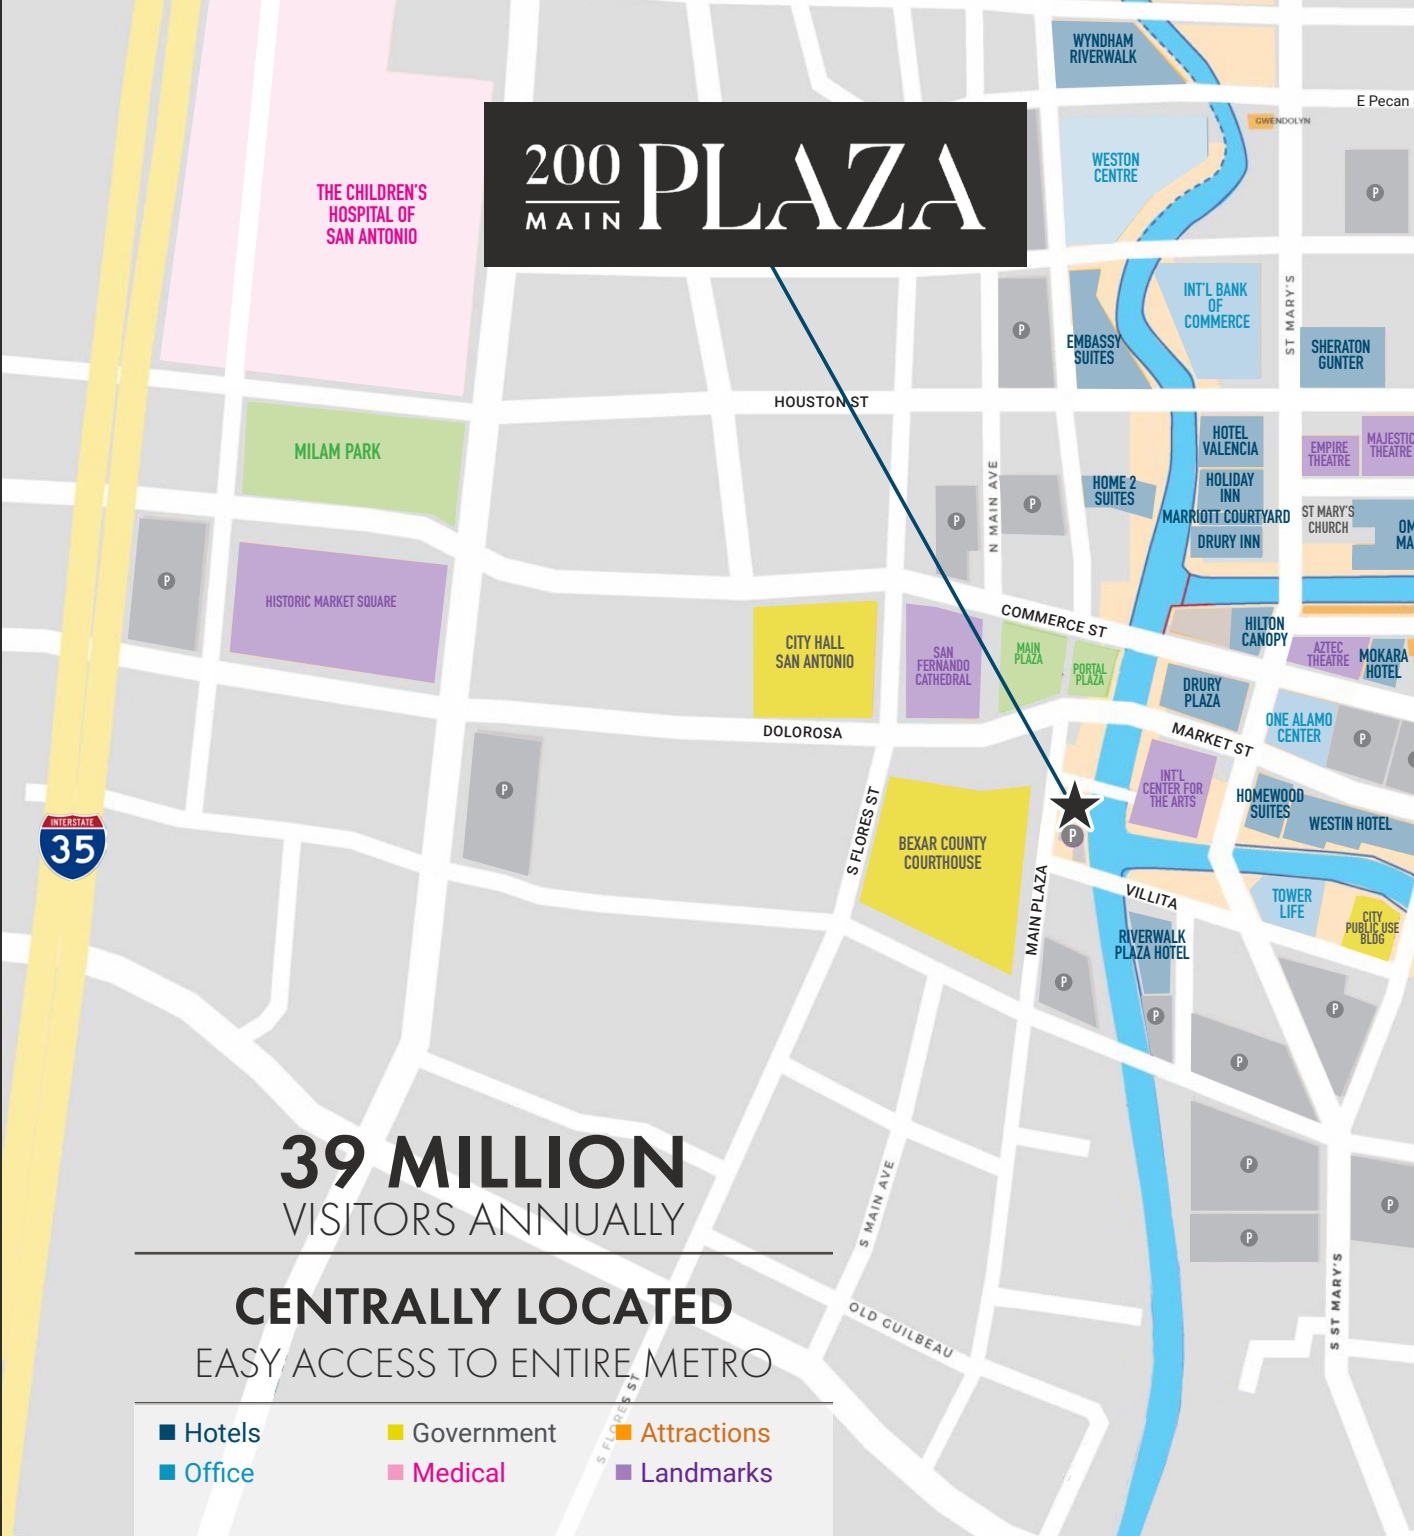 WYNDHAM
RIVERWALK
E Pecan
GWENDOLYN
200
MAIN
PLAZA
WESTON
CENTRE
P
THE CHILDREN'S
HOSPITAL OF
SAN ANTONIO
INT'L BANK
OF
COMMERCE
ST MARY'S
P
EMBASSY
SUITES
SHERATON
GUNTER
HOUSTON ST
MILAM PARK
HOTEL
VALENCIA
EMPIRE
THEATRE
MAJESTIC
THEATRE
N MAIN AVE
HOME 2
SUITES
HOLIDAY
INN
P
P
MARRIOTT COURTYARD
ST MARY'S
CHURCH
DRURY INN
OM
MA
P
HISTORIC MARKET SQUARE
COMMERCE ST
HILTON
CANOPY
CITY HALL
SAN ANTONIO
SAN
FERNANDO
CATHEDRAL
MAIN
PLAZA
PORTAL
PLAZA
AZTEC
THEATRE
MOKARA
HOTEL
DRURY
PLAZA
DOLOROSA
MARKET ST
ONE ALAMO
CENTER
P
P
INT'L
CENTER FOR
THE ARTS
HOMEWOOD
SUITES
WESTIN HOTEL
INTERSTATE
35
S FLORES ST
BEXAR COUNTY
COURTHOUSE
P
MAIN PLAZA
VILLITA
TOWER
LIFE
CITY
PUBLIC USE
BLDG
RIVERWALK
PLAZA HOTEL
P
P
P
P
39 MILLION
VISITORS ANNUALLY
P
P
P
S MAIN AVE
CENTRALLY LOCATED
EASY ACCESS TO ENTIRE METRO
OLD GUILBEAU
S ST MARY'S
S FLORES ST
Hotels
Government
Attractions
Office
Medical
Landmarks